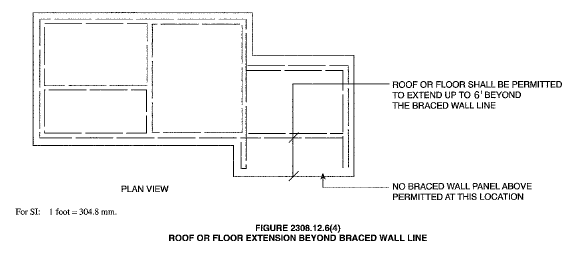 ROOF OR FLOOR SHALL BE PERMITTED
TO EXTEND UP TO 6' BEYOND
THE BRACED WALL LINE
PLAN VIEW
NO BRACED WALL PANEL ABOVE
PERMITTED AT THIS LOCATION
For SI: 1 foot = 304.8 mm.
FIGURE 2308.12.6(4)
ROOF OR FLOOR EXTENSION BEYOND BRACED WALL LINE